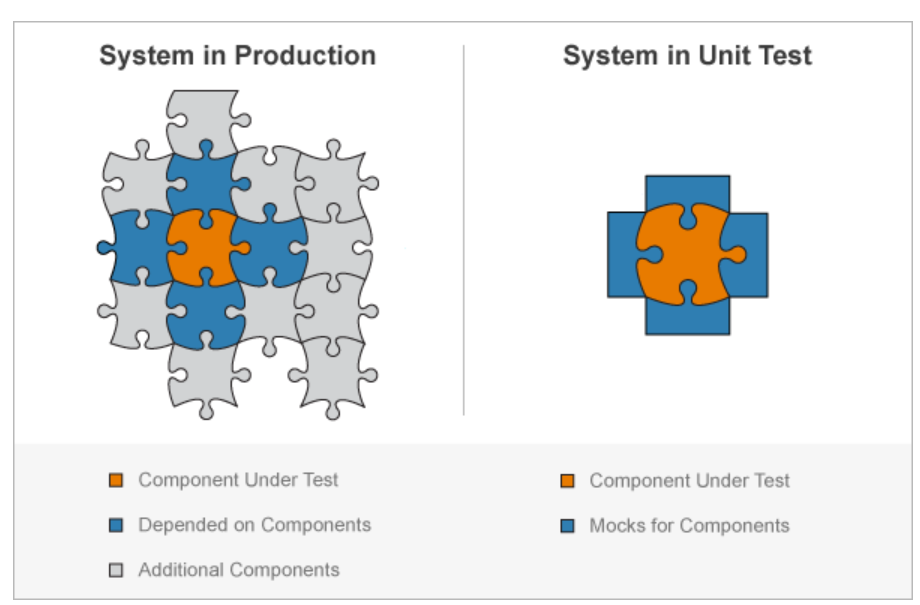 System in Production
System in Unit Test
Component Under Test
Depended on Components
Additional Components
Component Under Test
Mocks for Components